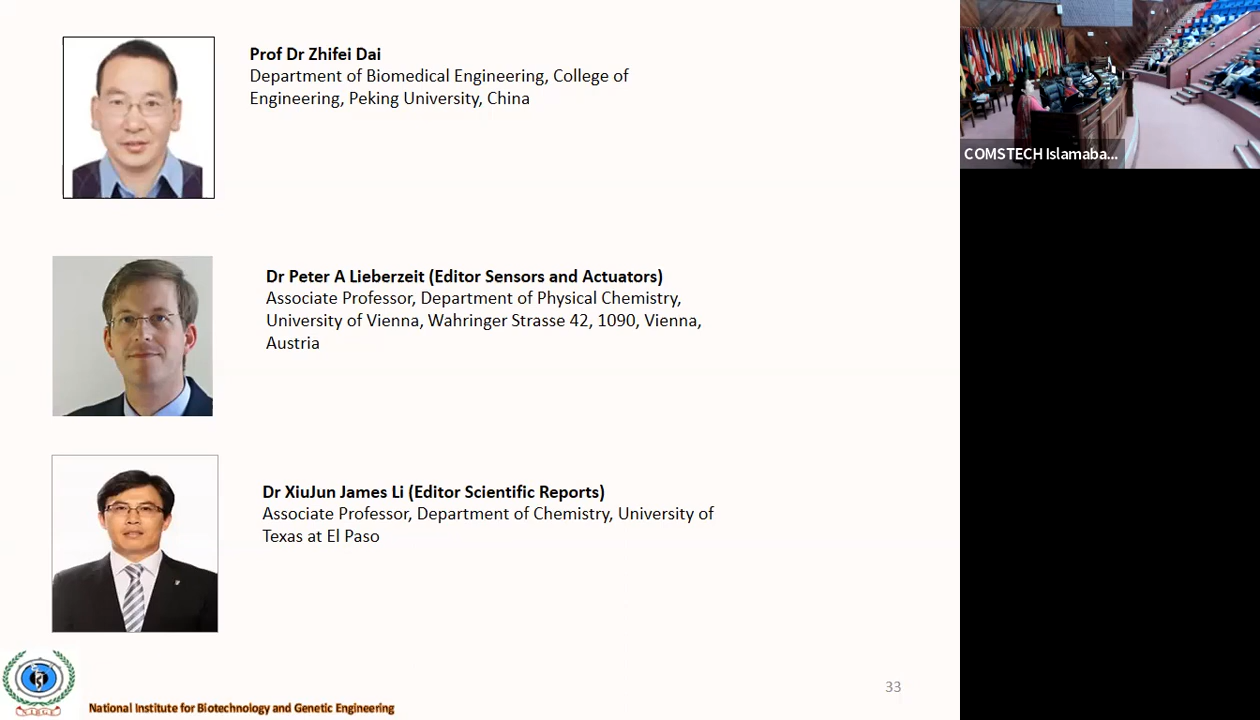 Prof Dr Zhifei Dai
Department of Biomedical Engineering, College of
Engineering, Peking University, China
Dr Peter A Lieberzeit (Editor Sensors and Actuators)
Associate Professor, Department of Physical Chemistry,
University of Vienna, Wahringer Strasse 42, 1090, Vienna,
Austria
Dr XiuJun James Li (Editor Scientific Reports)
Associate Professor, Department of Chemistry, University of
Texas at El Paso
33
N.I.B.G.E
National Institute for Biotechnology and Genetic Engineering
COMSTECH Islamaba...